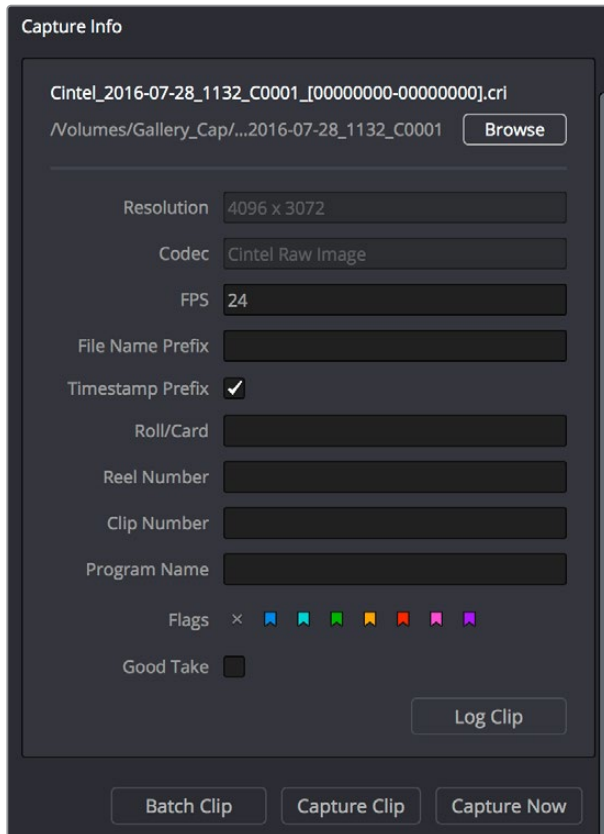 Capture Info
Cintel_2016-07-28_1132_C0001_[00000000-00000000].cri
/Volumes/Gallery_Cap/...2016-07-28_1132_C0001 Browse
Resolution 4096 x 3072
Codec Cintel Raw Image
FPS 24
File Name Prefix
Timestamp Prefix
Roll/Card
Reel Number
Clip Number
Program Name
Flags
Good Take
Log Clip
Batch Clip Capture Clip Capture Now